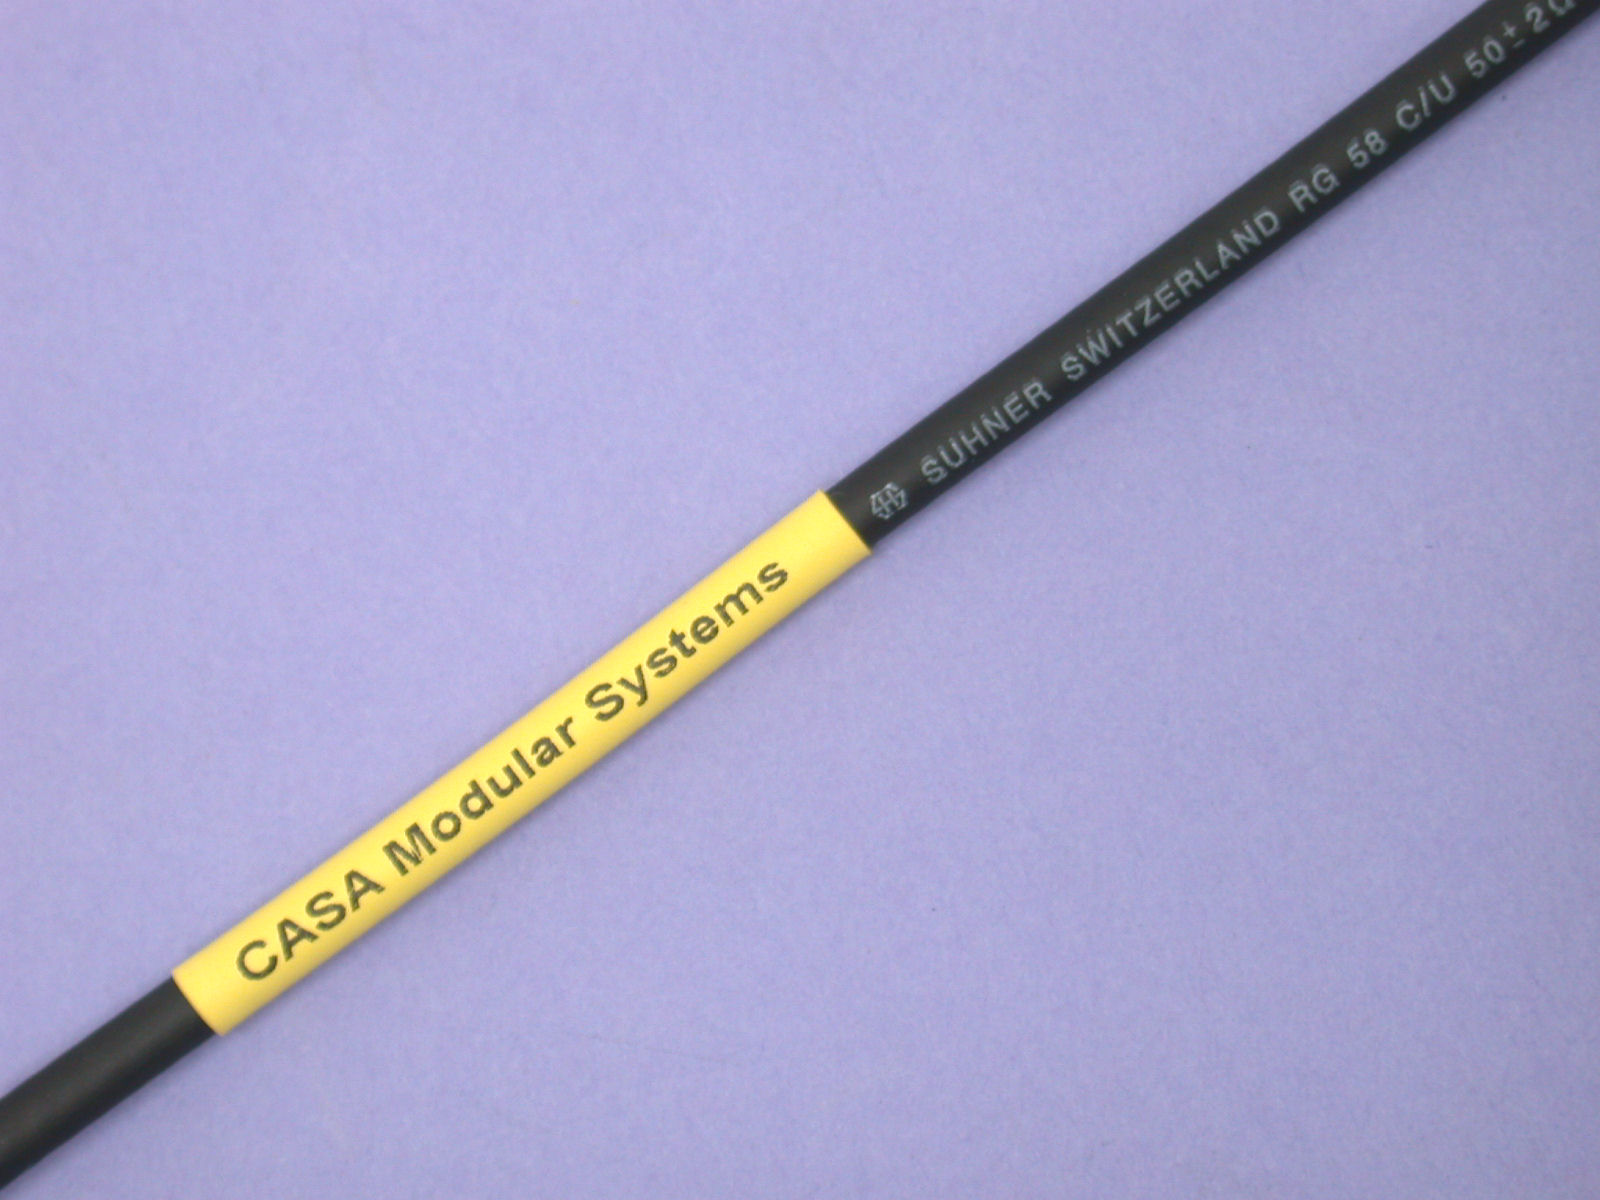 CASA Modular Systems
SUHNER SWITZERLAND RG 58 C/U 50±2Ω